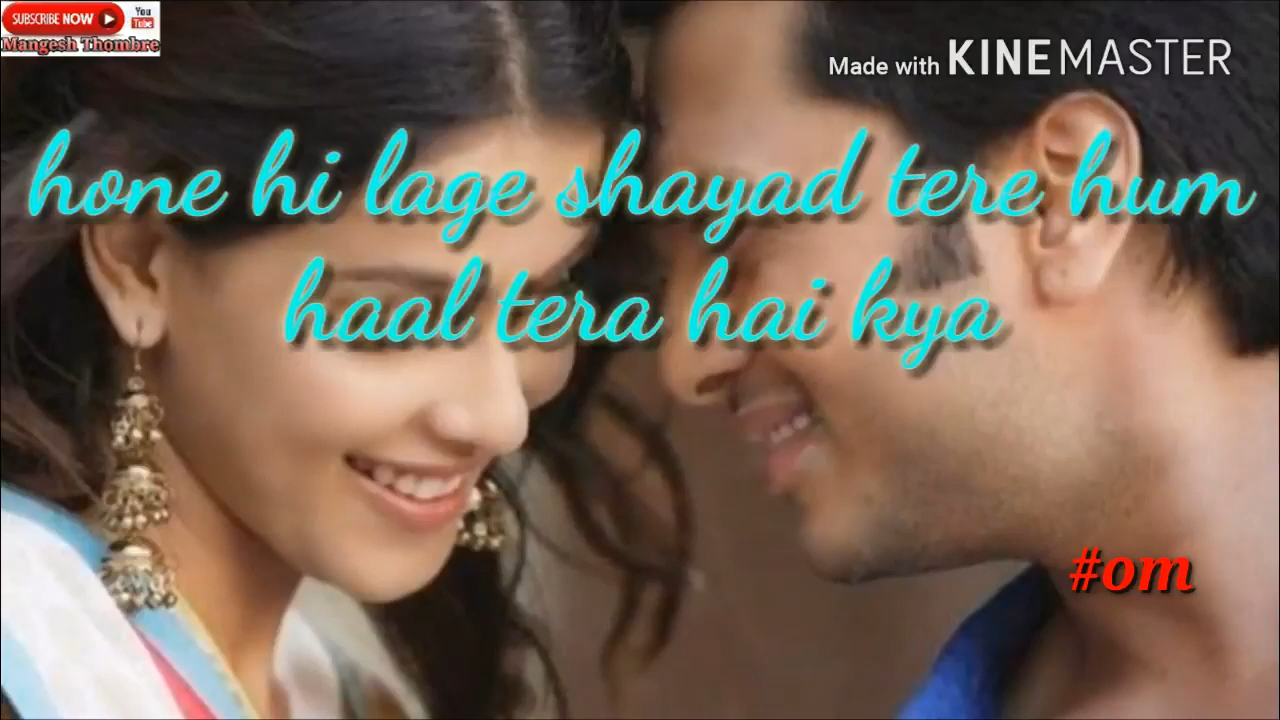 SUBSCRIBE NOW
You
Tube
Mangesh Thombre
Made with KINEMASTER
hone hi lage shayad tere hum
haal tera hai kya
#om